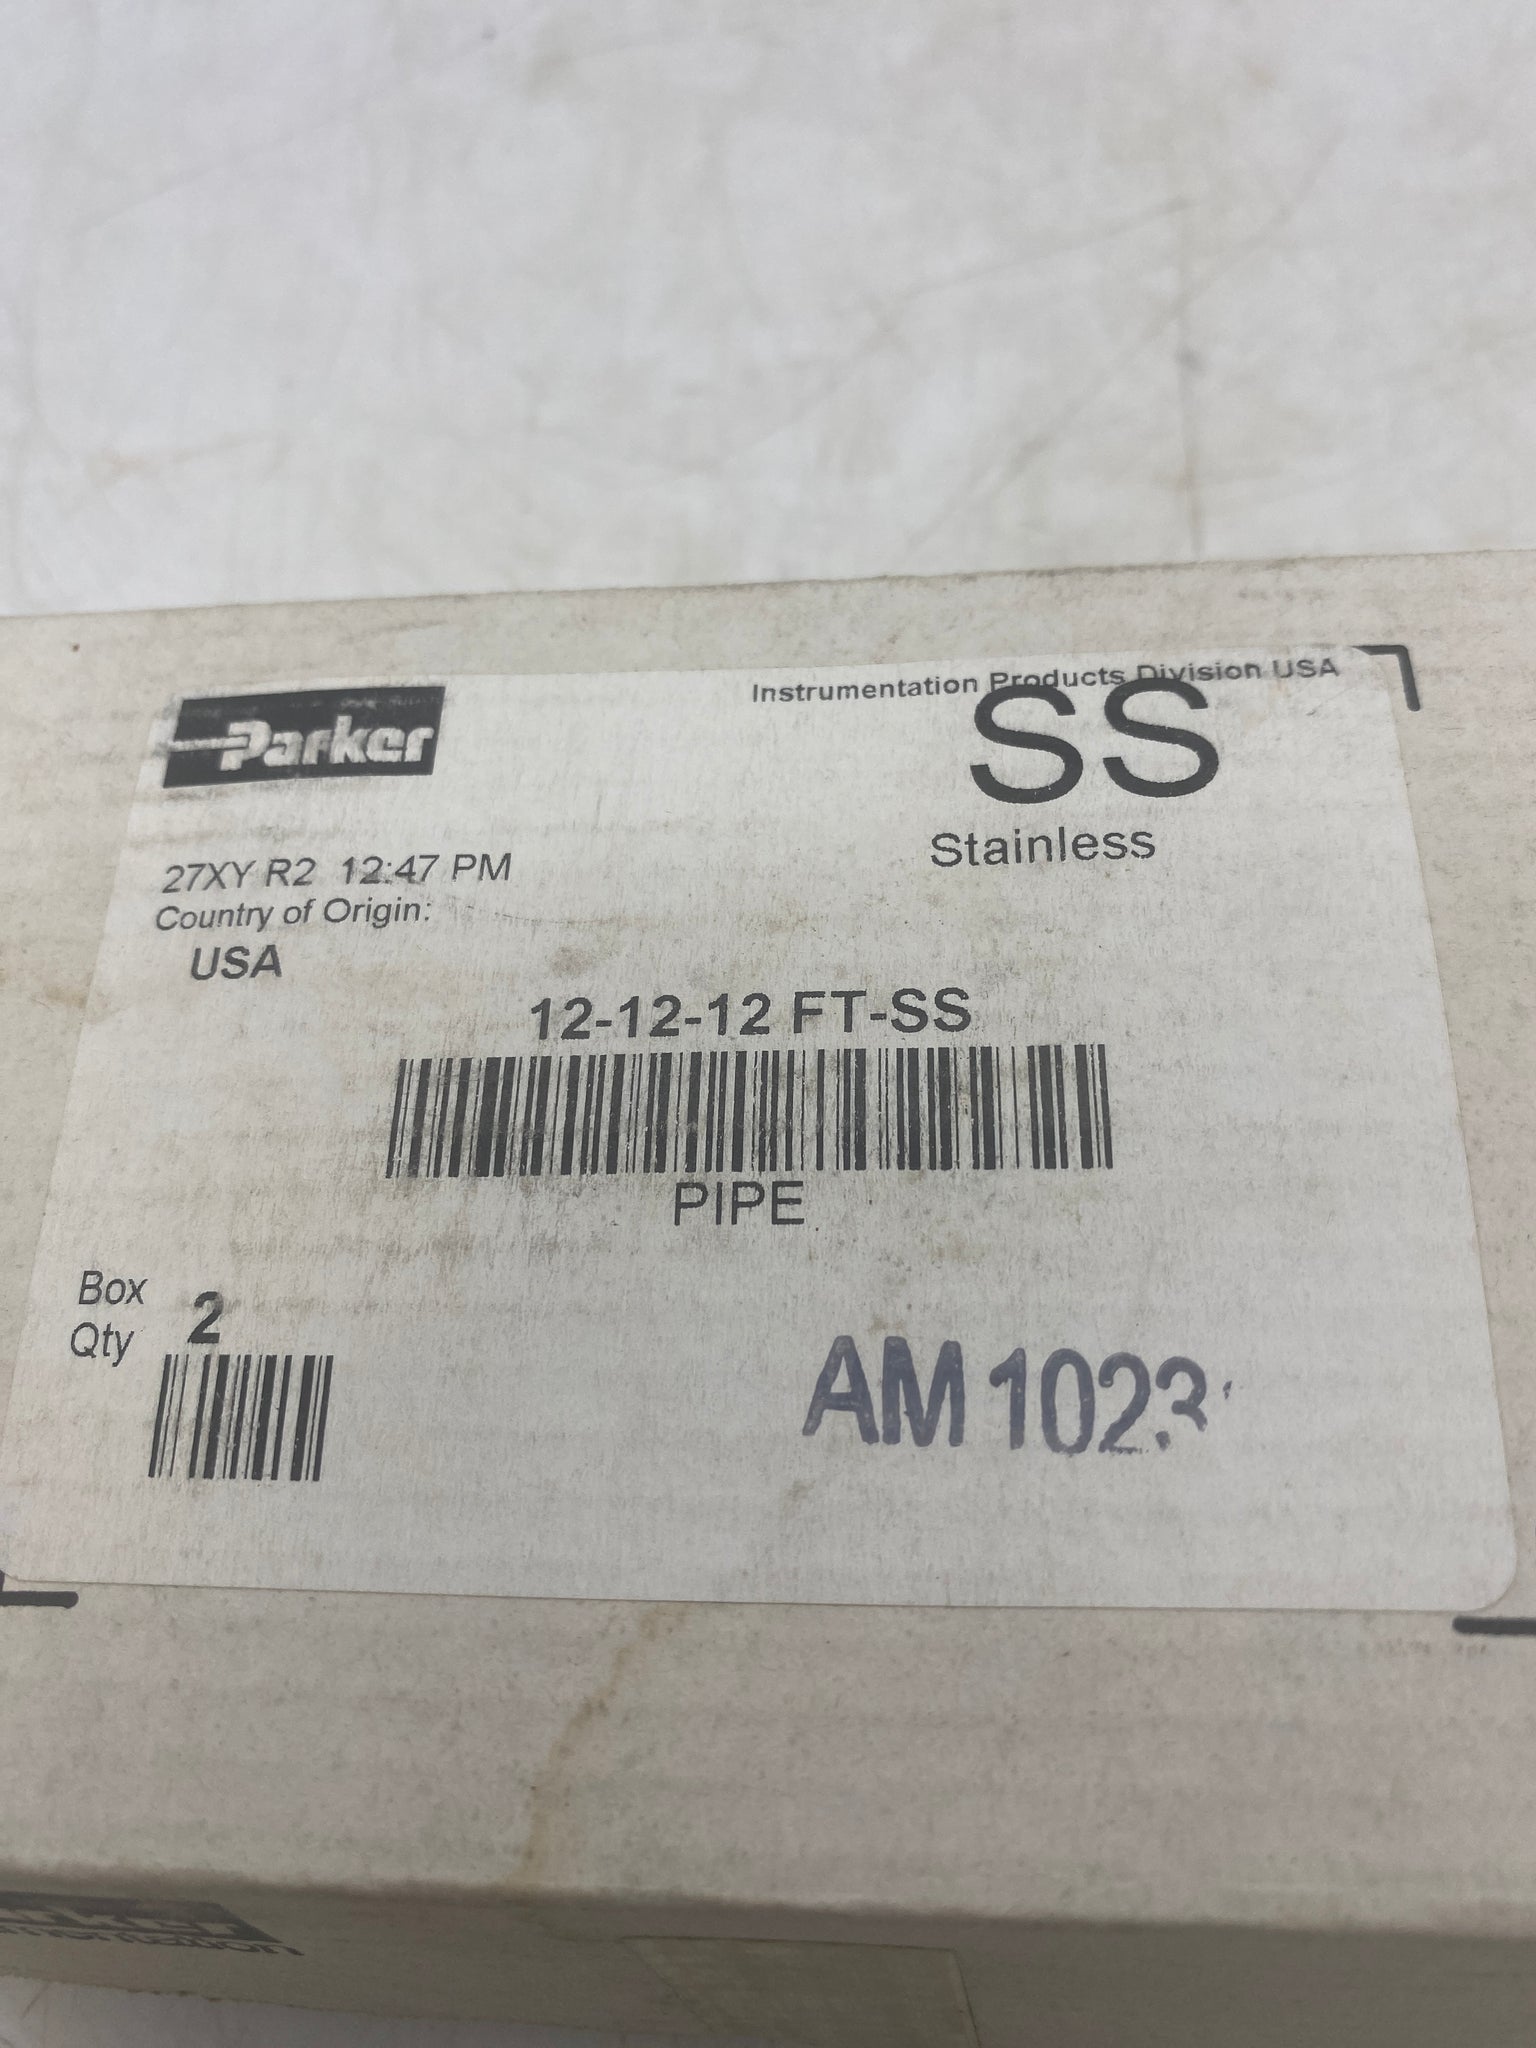 Parker
Instrumentation Products Division USA
SS
Stainless
27XY R2 12:47 PM
Country of Origin:
USA
12-12-12 FT-SS
PIPE
Box
Qty
2
AM 1023